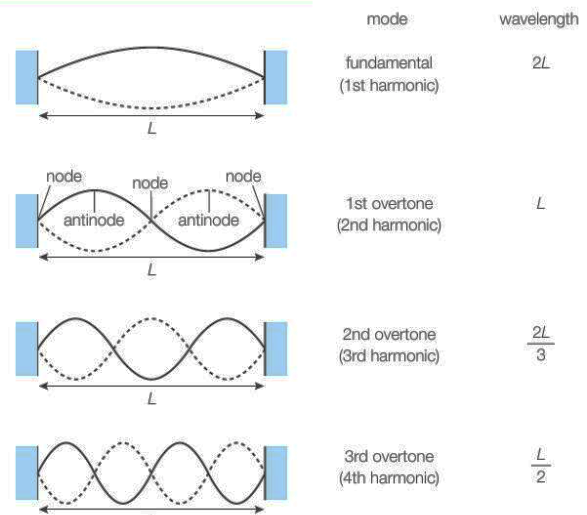 mode wavelength
fundamental 2L
(1st harmonic)
L
node node node
antinode antinode
1st overtone L
(2nd harmonic)
L
2nd overtone 2L
(3rd harmonic) 3
L
3rd overtone L
(4th harmonic) 2